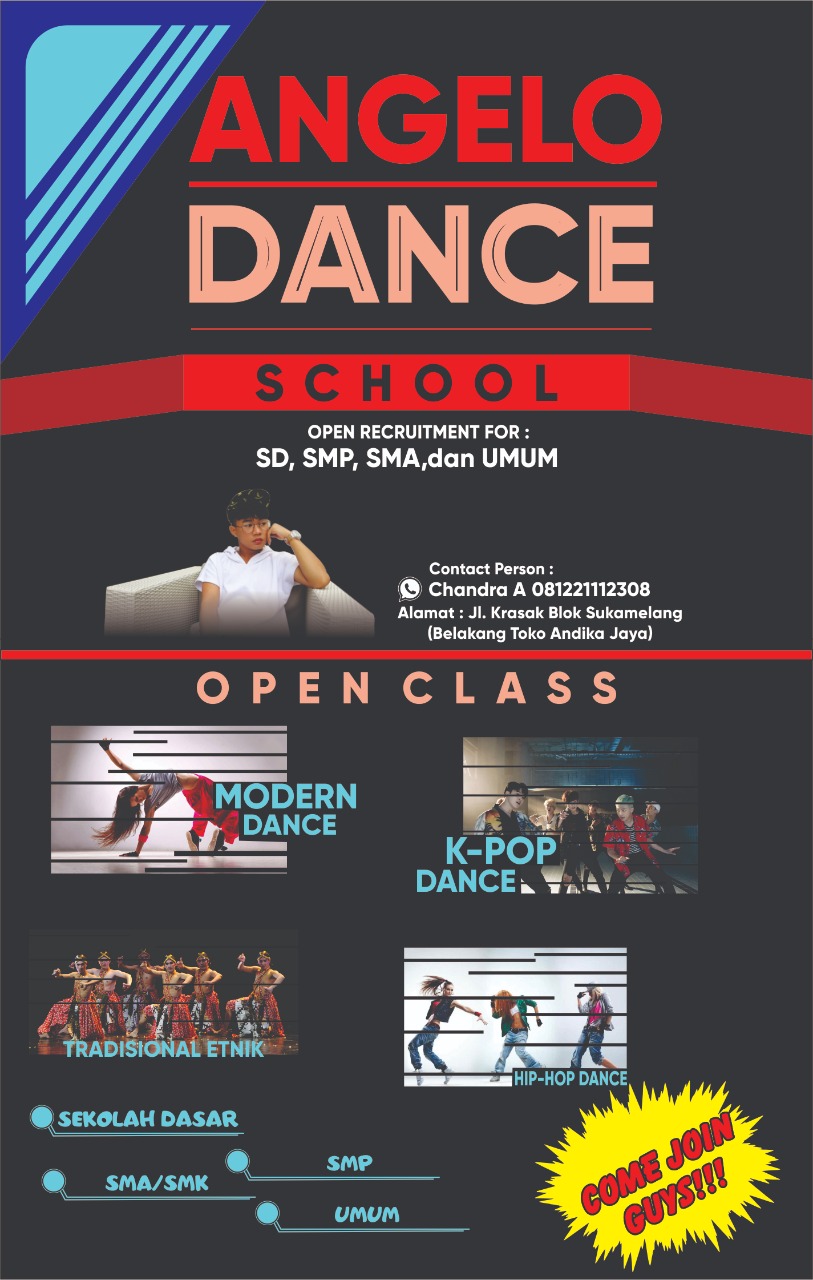 ANGELO
DANCE
SCHOOL
OPEN RECRUITMENT FOR :
SD, SMP, SMA,dan UMUM
Contact Person :
Chandra A 081221112308
Alamat : Jl. Krasak Blok Sukamelang
(Belakang Toko Andika Jaya)
OPEN CLASS
MODERN
DANCE
K-POP
DANCE
TRADISIONAL ETNIK
HIP-HOP DANCE
SEKOLAH DASAR
SMP
SMA/SMK
UMUM
COME JOIN
GUYS!!!